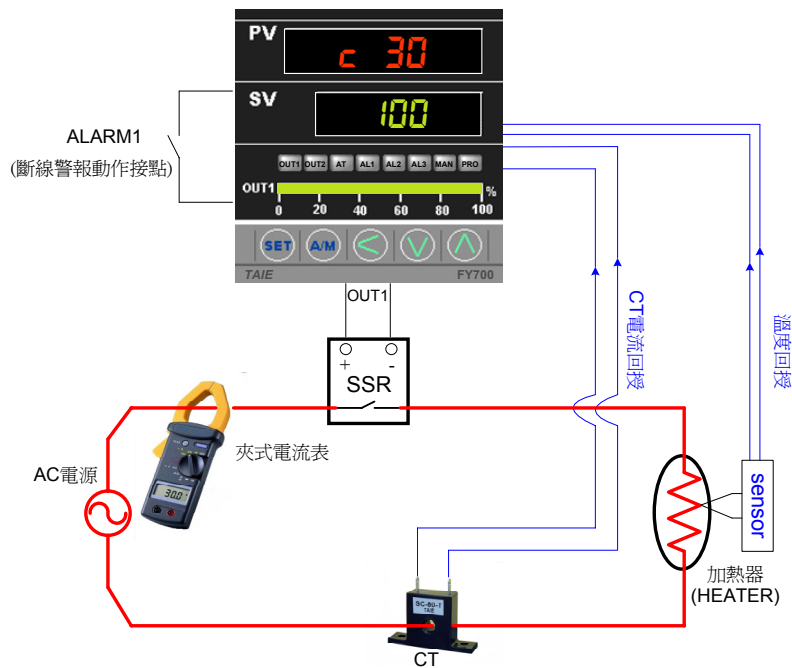 PV
c 30
SV
100
OUT1 OUT2 AT AL1 AL2 AL3 MAN PRO
OUT1
%
0 20 40 60 80 100
SET A/M
TAIE FY700
ALARM1
(斷線警報動作接點)
OUT1
+ -
SSR
CT電流回授
溫度回授
夾式電流表
AC電源
30.0
sensor
加熱器
(HEATER)
SC-80-T
TAIE
CT